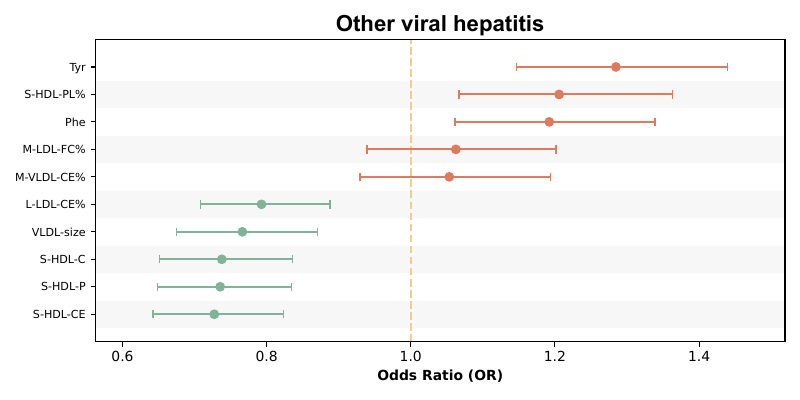 Other viral hepatitis
Tyr
S-HDL-PL%
Phe
M-LDL-FC%
M-VLDL-CE%
L-LDL-CE%
VLDL-size
S-HDL-C
S-HDL-P
S-HDL-CE
0.6 0.8 1.0 1.2 1.4
Odds Ratio (OR)